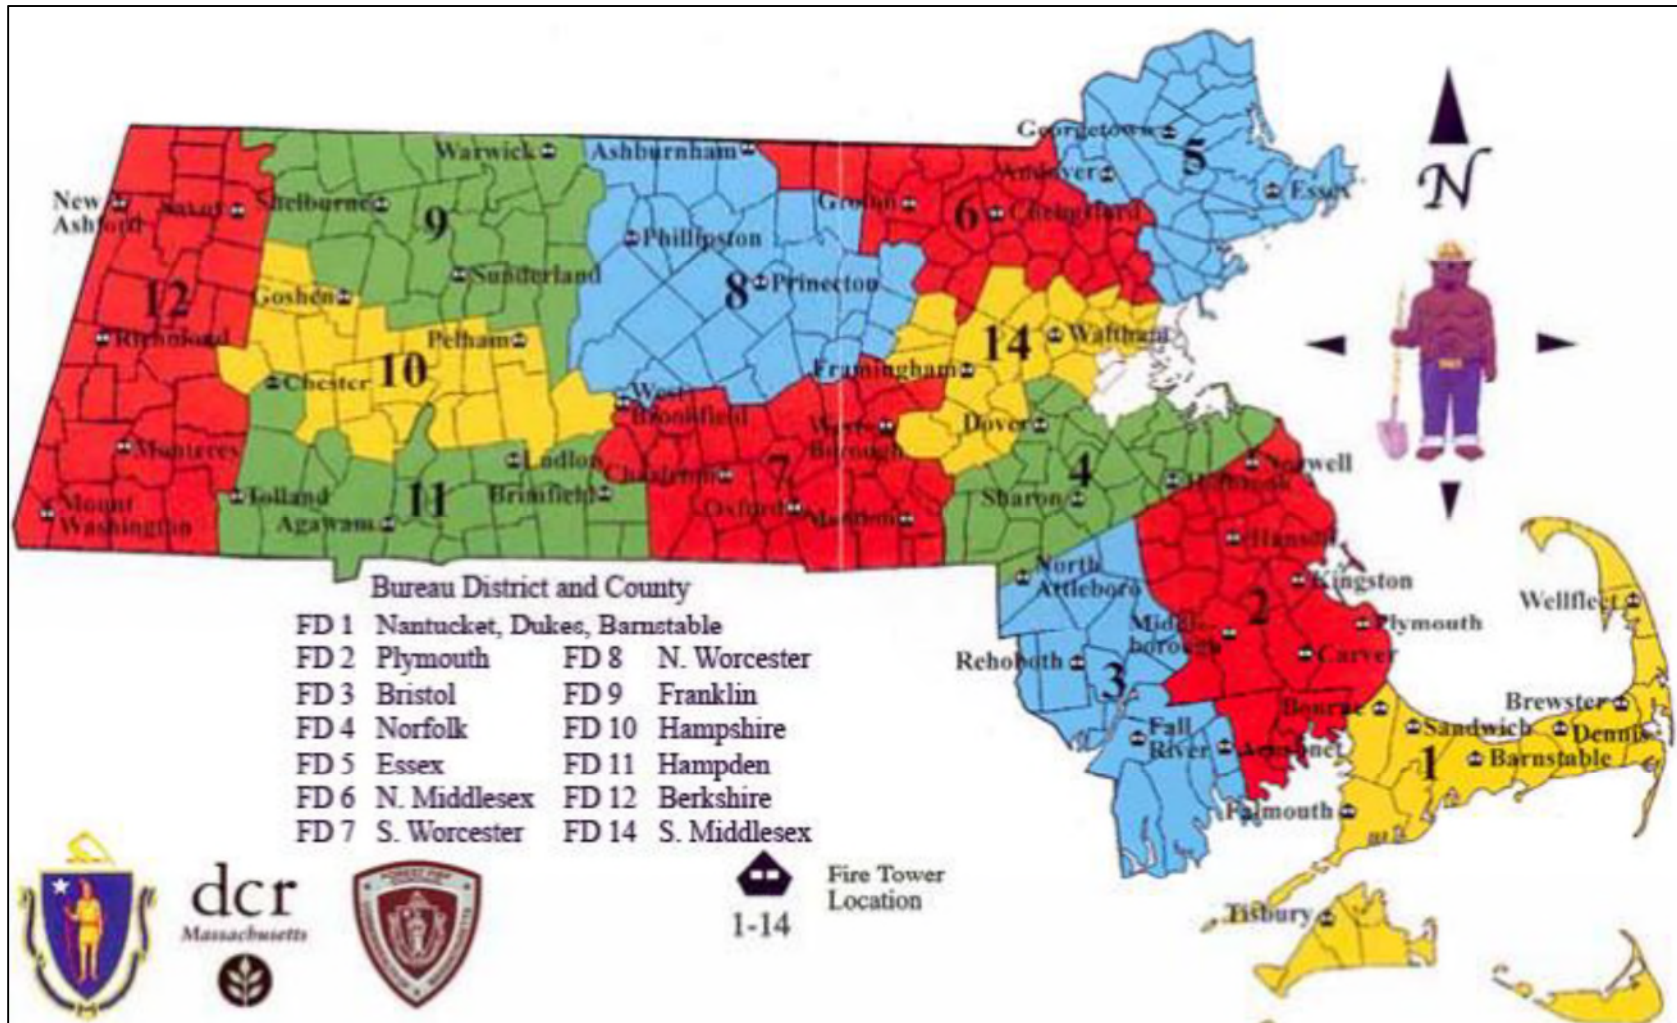 Georgetown
Andover
5
Essex
Warwick
Ashburnham
New
Ashford
Savoy
Shelburne
9
Groton
6
Chelmsford
N
Phillipston
Sunderland
8
Princeton
12
Goshen
Richmond
Pelham
10
Chester
14
Waltham
Framingham
West
Brookfield
Dover
West
Borough
Monterey
Ludlow
Charlton
7
4
Norwell
Tolland
Brimfield
Sharon
Holbrook
Mount
Washington
Agawam
11
Oxford
Mendon
Hanson
North
Attleboro
Kingston
Wellfleet
Middle-
borough
2
Plymouth
Rehoboth
3
Carver
Bourne
Brewster
Sandwich
Dennis
Fall
River
Acushnet
1
Barnstable
Falmouth
Tisbury
Bureau District and County
FD 1 Nantucket, Dukes, Barnstable
FD 2 Plymouth FD 8 N. Worcester
FD 3 Bristol FD 9 Franklin
FD 4 Norfolk FD 10 Hampshire
FD 5 Essex FD 11 Hampden
FD 6 N. Middlesex FD 12 Berkshire
FD 7 S. Worcester FD 14 S. Middlesex
dcr
Massachusetts
Fire Tower
Location
1-14